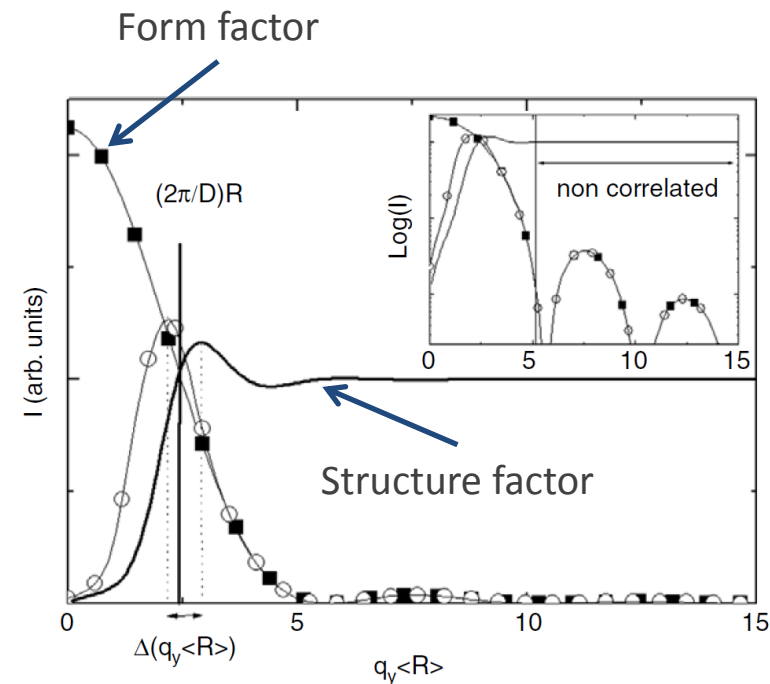 Form factor
(2π/D)R
non correlated
Log(I)
0 5 10 15
I (arb. units)
Structure factor
0 5 10 15
Δ(q_y<R>)
q_y<R>